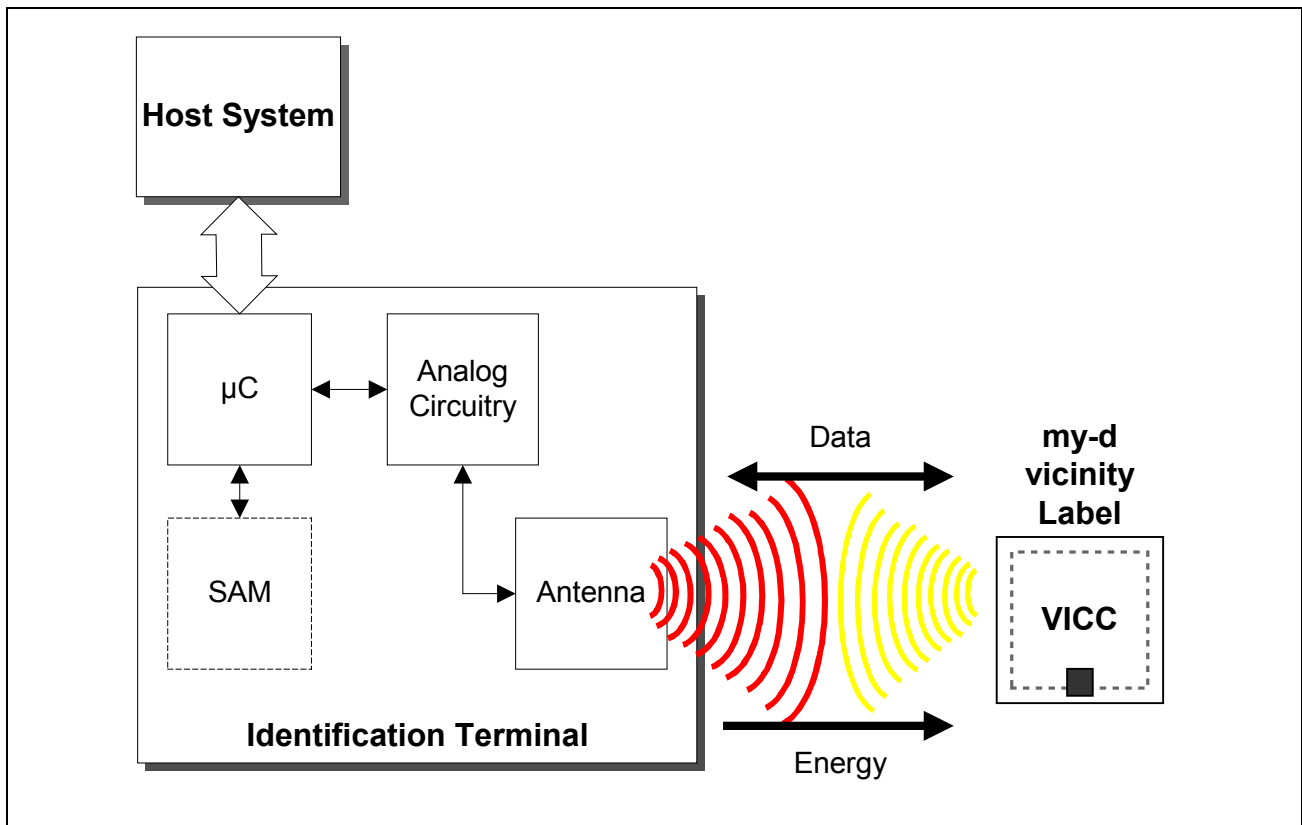 Host System
µC
Analog
Circuitry
SAM
Antenna
Identification Terminal
Data
Energy
my-d
vicinity
Label
VICC